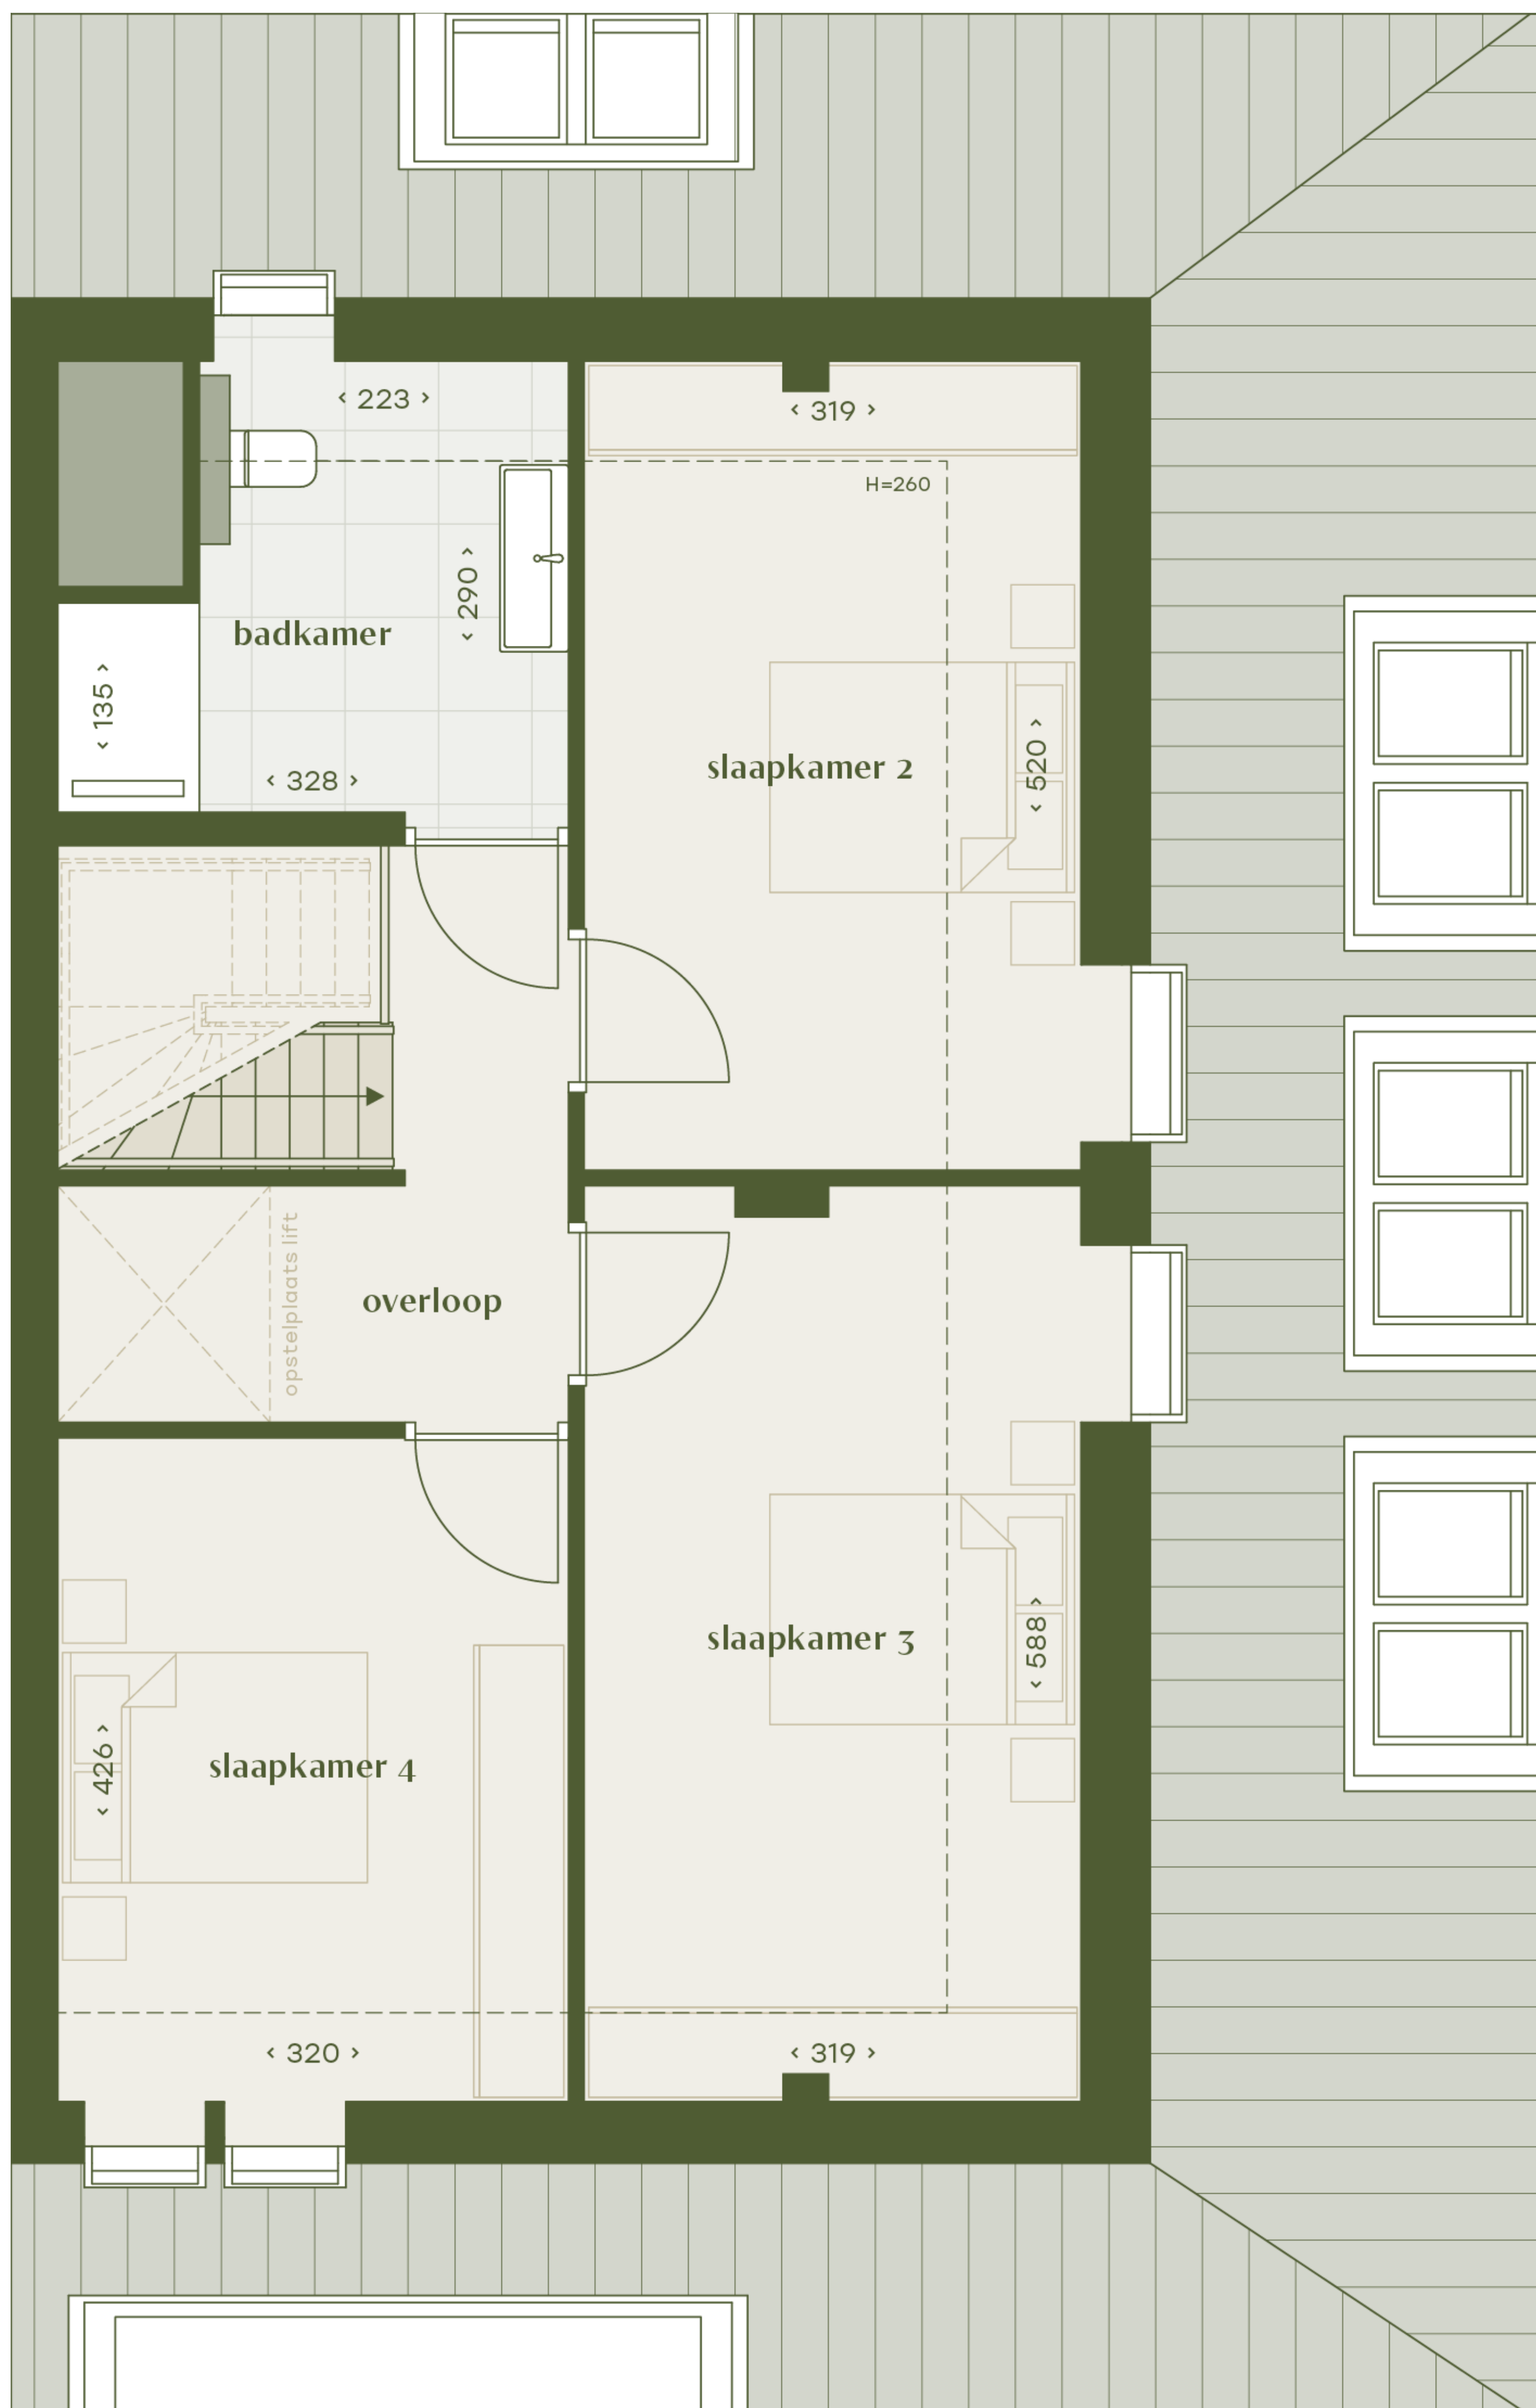 ‹ 223 ›
‹ 319 ›
H=260
‹ 290 ›
badkamer
‹ 135 ›
slaapkamer 2
‹ 520 ›
‹ 328 ›
opstelplaats lift
overloop
slaapkamer 3
‹ 588 ›
‹ 426 ›
slaapkamer 4
‹ 320 ›
‹ 319 ›